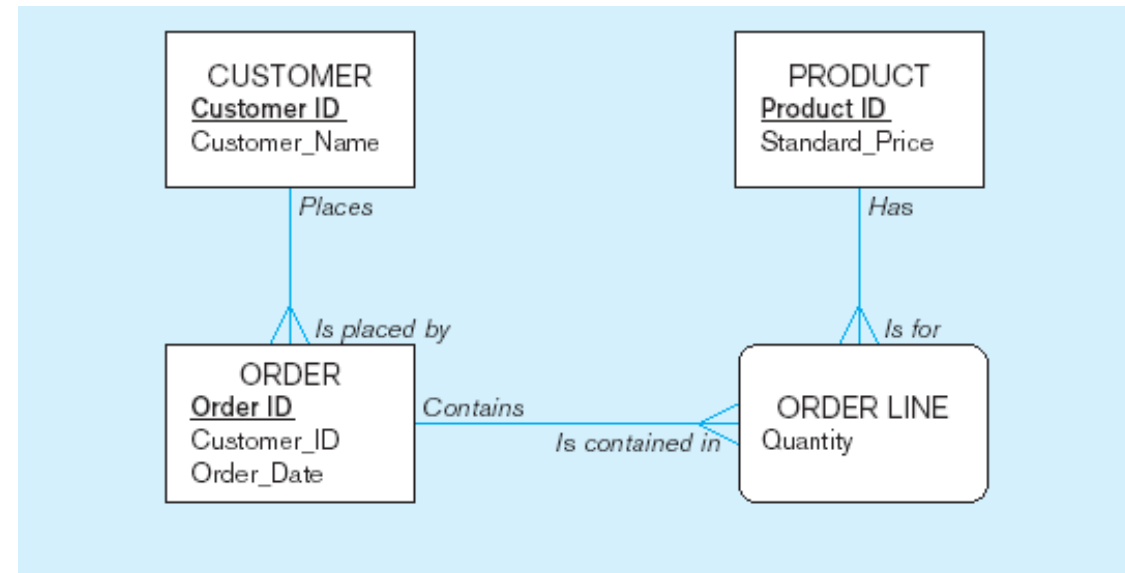 CUSTOMER
Customer ID
Customer_Name
PRODUCT
Product ID
Standard_Price
Places
Has
Is placed by
Is for
ORDER
Order ID
Customer_ID
Order_Date
Contains
Is contained in
ORDER LINE
Quantity